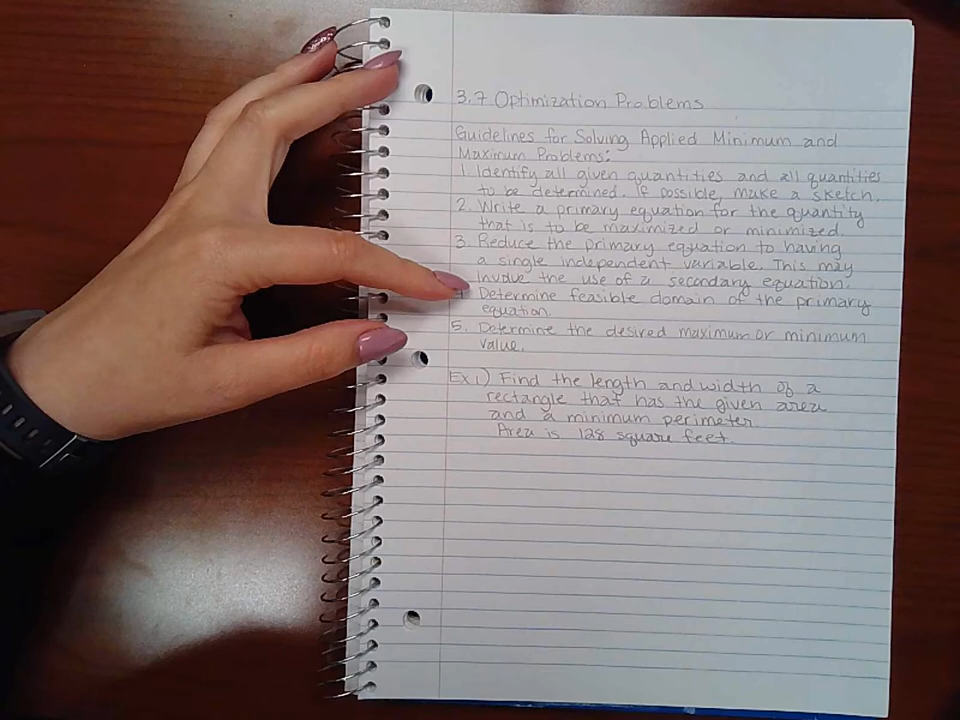 3.7 Optimization Problems
Guidelines for Solving Applied Minimum and
Maximum Problems:
1. Identify all given quantities and all quantities
to be determined. If possible, make a sketch.
2. Write a primary equation for the quantity
that is to be maximized or minimized.
3. Reduce the primary equation to having
a single independent variable. This may
involve the use of a secondary equation.
4. Determine feasible domain of the primary
equation.
5. Determine the desired maximum or minimum
value.
Ex 1) Find the length and width of a
rectangle that has the given area
and a minimum perimeter.
Area is 128 square feet.